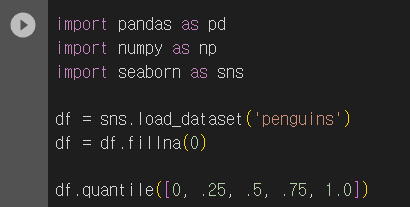 import pandas as pd
import numpy as np
import seaborn as sns
df = sns.load_dataset('penguins')
df = df.fillna(0)
df.quantile([0, .25, .5, .75, 1.0])